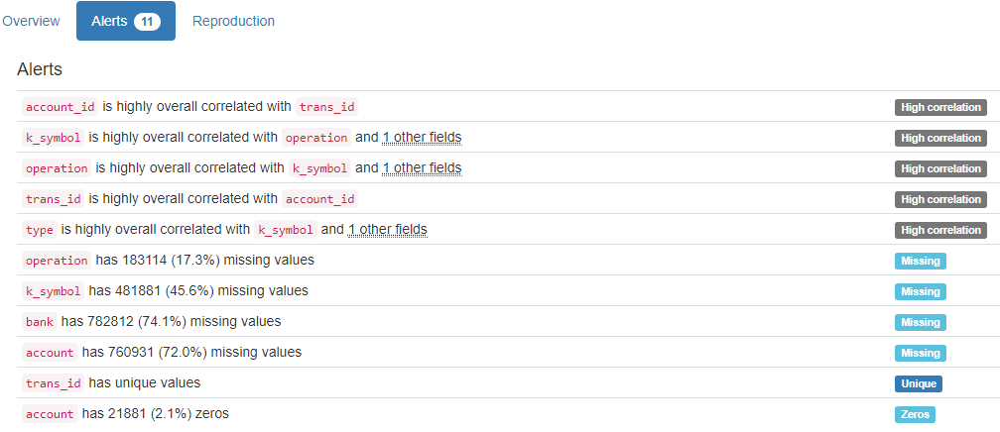 Overview Alerts 11 Reproduction
Alerts
account_id is highly overall correlated with trans_id High correlation
k_symbol is highly overall correlated with operation and 1 other fields High correlation
operation is highly overall correlated with k_symbol and 1 other fields High correlation
trans_id is highly overall correlated with account_id High correlation
type is highly overall correlated with k_symbol and 1 other fields High correlation
operation has 183114 (17.3%) missing values Missing
k_symbol has 481881 (45.6%) missing values Missing
bank has 782812 (74.1%) missing values Missing
account has 760931 (72.0%) missing values Missing
trans_id has unique values Unique
account has 21881 (2.1%) zeros Zeros